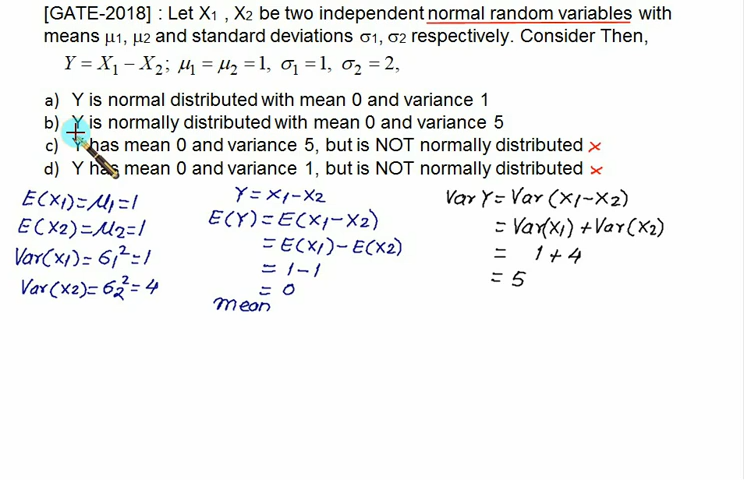 [GATE-2018] : Let X1 , X2 be two independent normal random variables with
means µ1, µ2 and standard deviations σ1, σ2 respectively. Consider Then,
Y = X₁ − X₂; μ₁ = μ₂ = 1, σ₁ = 1, σ₂ = 2,
a) Y is normal distributed with mean 0 and variance 1
b) Y is normally distributed with mean 0 and variance 5
c) Y has mean 0 and variance 5, but is NOT normally distributed ×
d) Y has mean 0 and variance 1, but is NOT normally distributed ×
E(X1) = μ1 = 1
E(X2) = μ2 = 1
Var(X1) = σ1² = 1
Var(X2) = σ2² = 4
Y = X1 - X2
E(Y) = E(X1 - X2)
= E(X1) - E(X2)
= 1 - 1
= 0
mean
Var Y = Var (X1 - X2)
= Var(X1) + Var(X2)
= 1 + 4
= 5